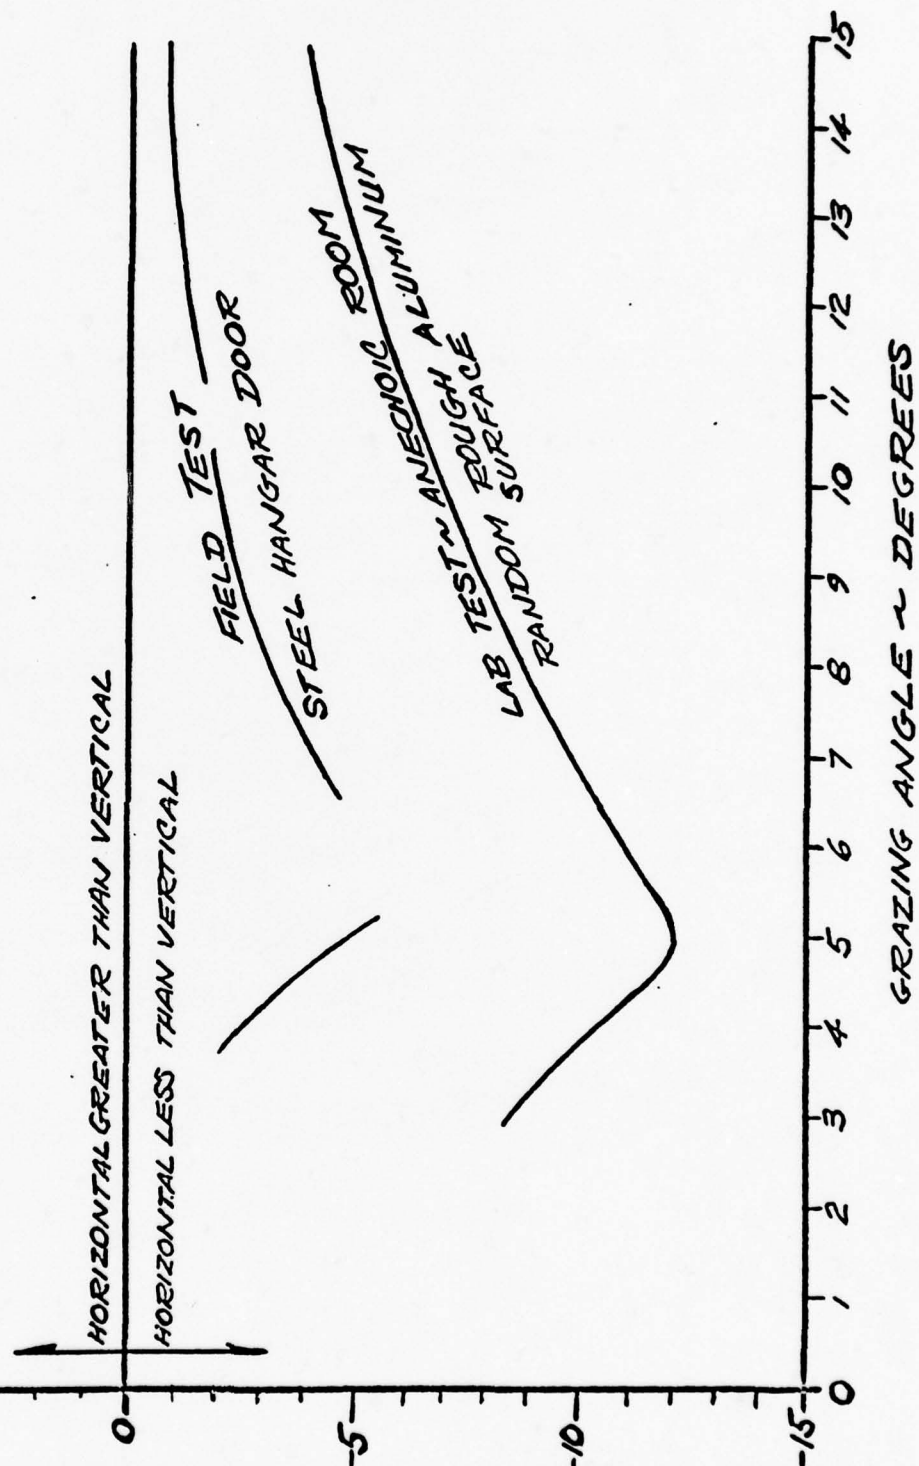 HORIZONTAL GREATER THAN VERTICAL
HORIZONTAL LESS THAN VERTICAL
FIELD TEST
STEEL HANGAR DOOR
LAB TEST ~ ANECHOIC ROOM
RANDOM ROUGH ALUMINUM
SURFACE
0
-5
-10
-15
0 1 2 3 4 5 6 7 8 9 10 11 12 13 14 15
GRAZING ANGLE ~ DEGREES